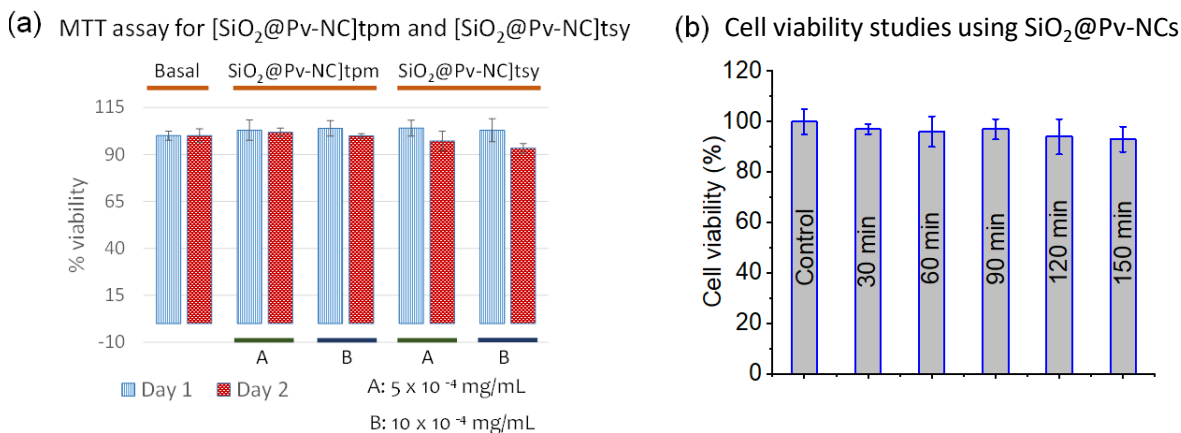 (a) MTT assay for [SiO₂@Pv-NC]tpm and [SiO₂@Pv-NC]tsy
Basal SiO₂@Pv-NC]tpm SiO₂@Pv-NC]tsy
% viability
115
90
65
40
15
-10
A B A B
Day 1 Day 2
A: 5 x 10 ⁻⁴ mg/mL
B: 10 x 10 ⁻⁴ mg/mL
(b) Cell viability studies using SiO₂@Pv-NCs
Cell viability (%)
120
100
80
60
40
20
0
Control
30 min
60 min
90 min
120 min
150 min